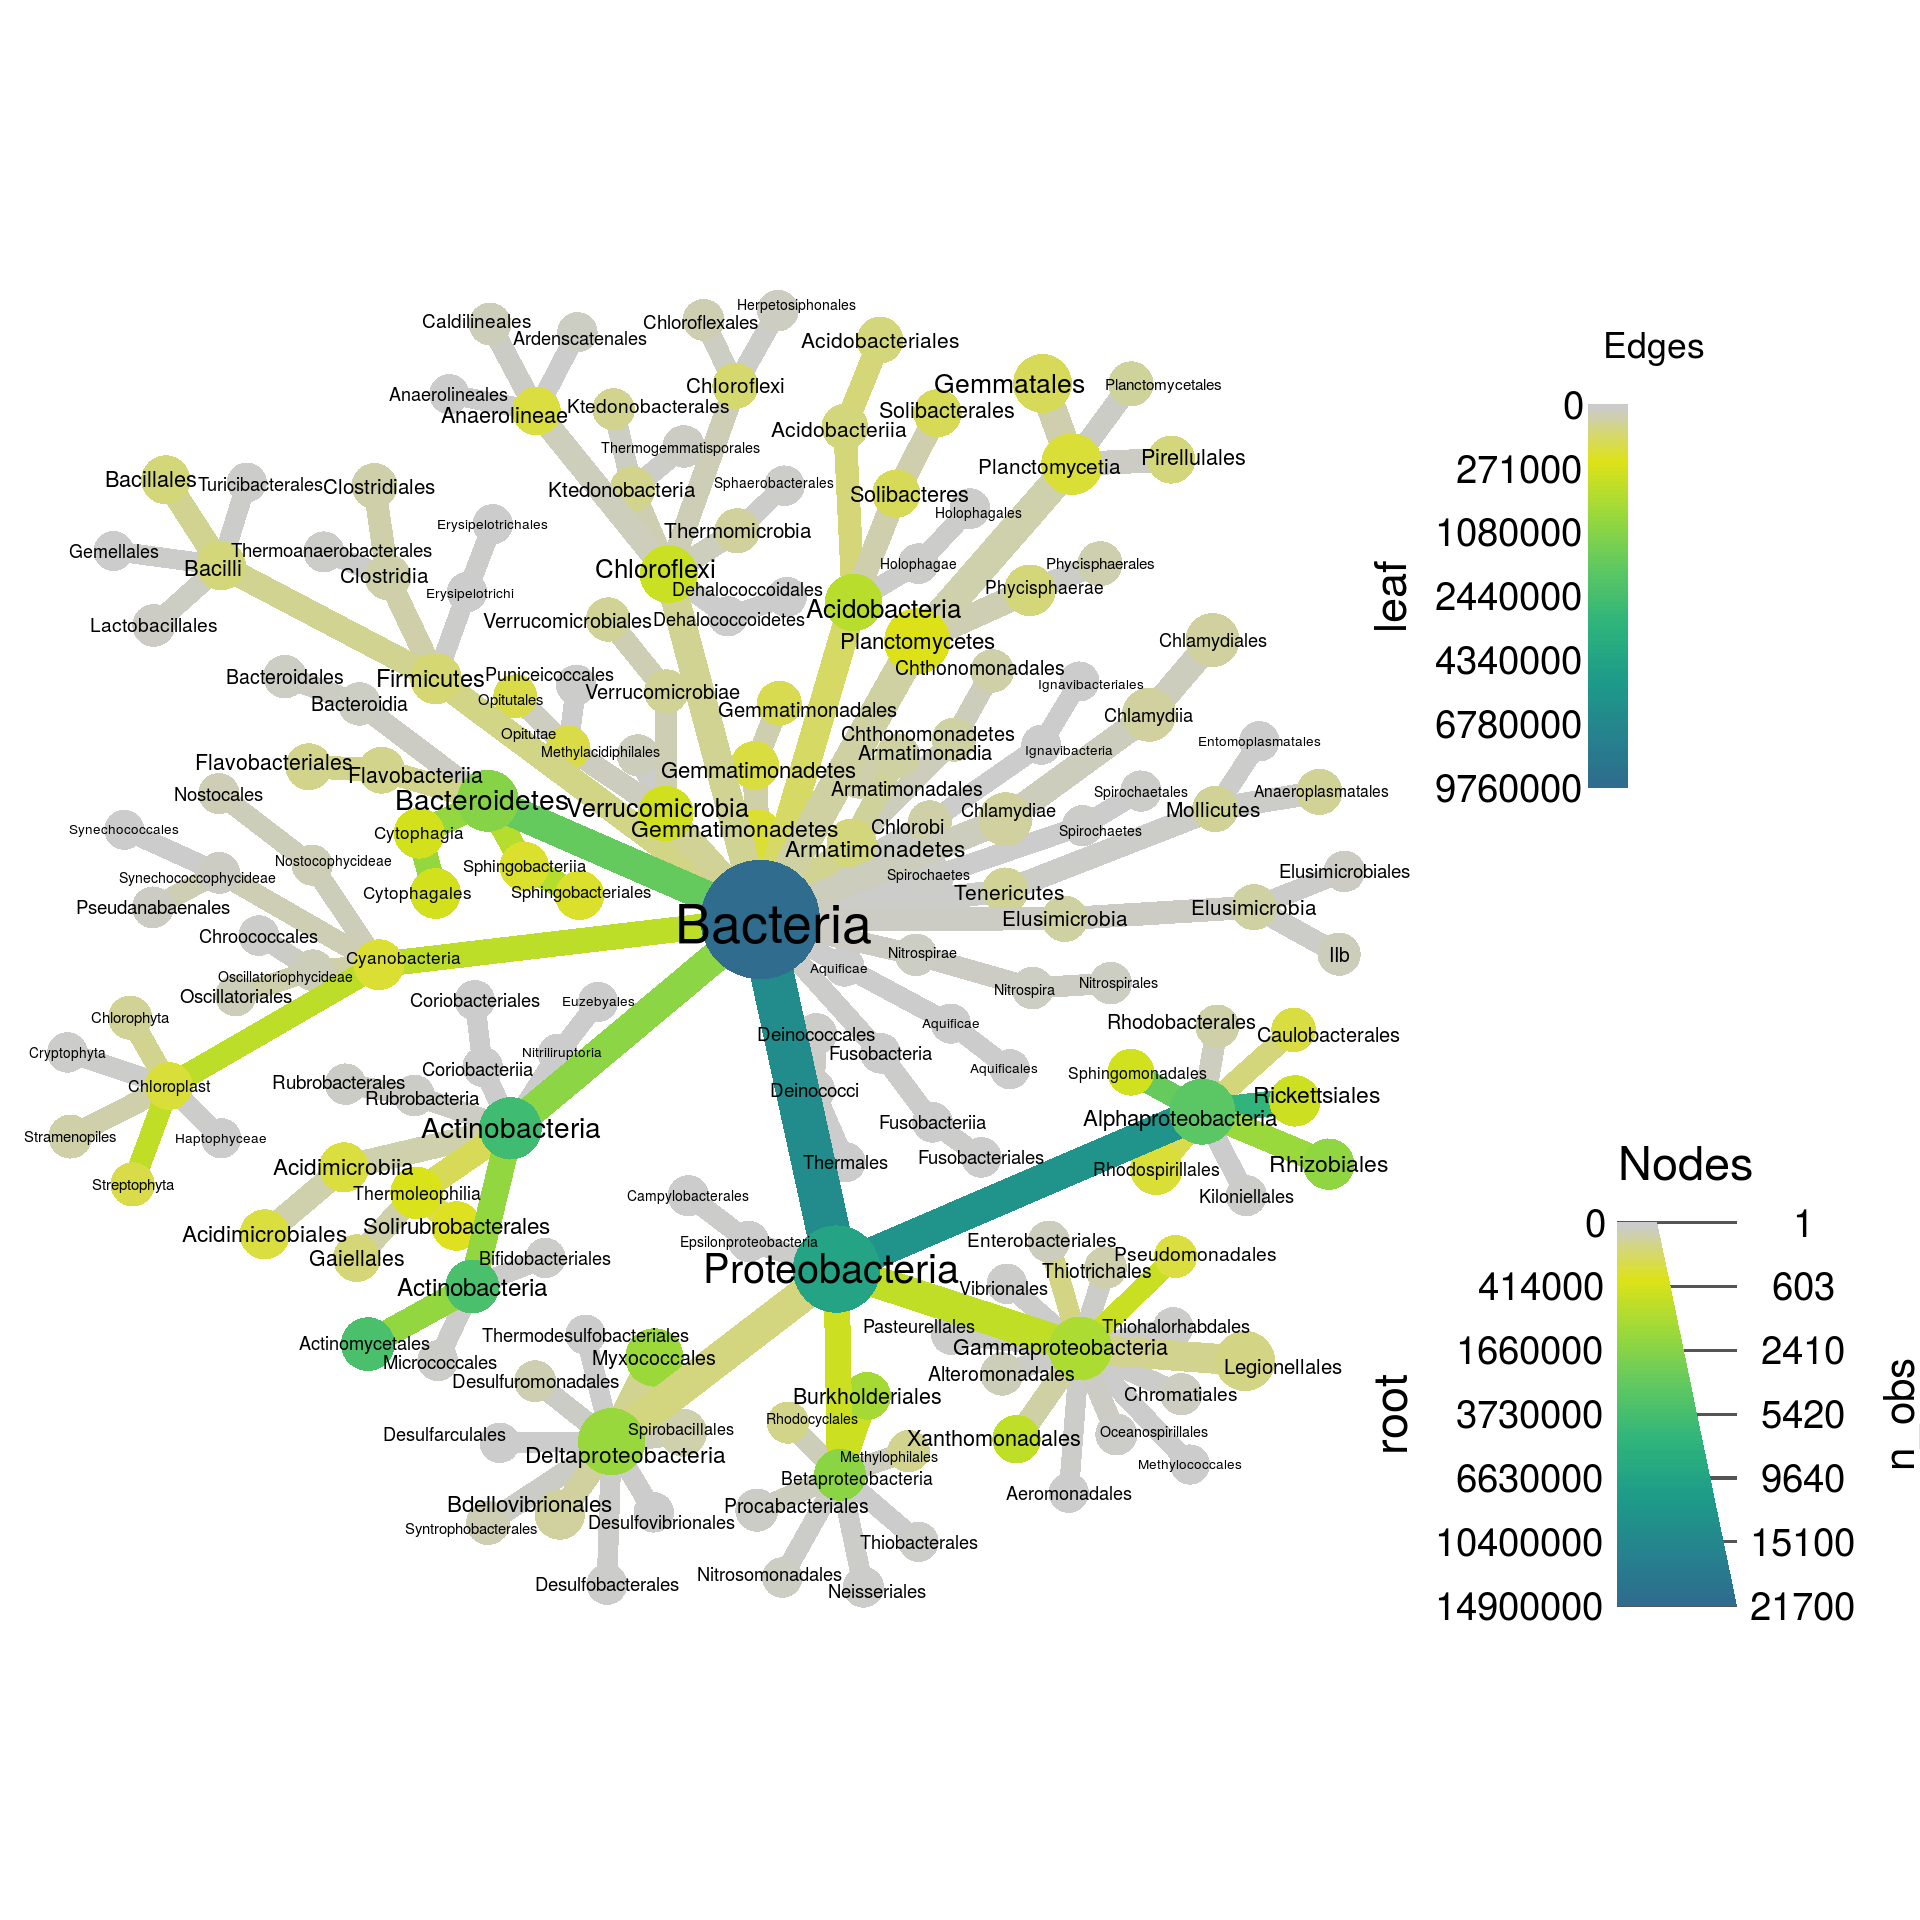 Herpetosiphonales
Caldilineales
Chloroflexales
Ardenscatenales
Acidobacteriales
Edges
Anaerolineales
Chloroflexi
Gemmatales
Planctomycetales
Anaerolineae
Ktedonobacterales
Solibacterales
0
Acidobacteriia
Thermogemmatisporales
Planctomycetia
Pirellulales
271000
Bacillales
Turicibacterales
Clostridiales
Ktedonobacteria
Sphaerobacterales
Solibacteres
Holophagales
Erysipelotrichales
Thermomicrobia
1080000
Gemellales
Thermoanaerobacterales
Bacilli
Clostridia
Chloroflexi
Holophagae
Phycisphaerales
Erysipelotrichi
Dehalococcoidales
Phycisphaerae
leaf
2440000
Lactobacillales
Verrucomicrobiales
Dehalococcoidetes
Acidobacteria
Planctomycetes
Chlamydiales
4340000
Bacteroidales
Firmicutes
Puniceicoccales
Chthonomonadales
Ignavibacteriales
Bacteroidia
Opitutales
Verrucomicrobiae
Gemmatimonadales
Chlamydiia
6780000
Opitutae
Methylacidiphilales
Chthonomonadetes
Armatimonadia
Ignavibacteria
Entomoplasmatales
Flavobacteriales
Flavobacteriia
Gemmatimonadetes
Nostocales
Bacteroidetes
Verrucomicrobia
Armatimonadales
Spirochaetales
Anaeroplasmatales
9760000
Synechococcales
Cytophagia
Gemmatimonadetes
Chlorobi
Chlamydiae
Spirochaetes
Mollicutes
Nostocophycideae
Sphingobacteriia
Armatimonadetes
Synechococcophycideae
Cytophagales
Sphingobacteriales
Spirochaetes
Tenericutes
Elusimicrobiales
Pseudanabaenales
Bacteria
Elusimicrobia
Elusimicrobia
Chroococcales
Cyanobacteria
Nitrospirae
IIb
Oscillatoriophycideae
Aquificae
Oscillatoriales
Coriobacteriales
Euzebyales
Nitrospira
Nitrospirales
Chlorophyta
Deinococcales
Aquificae
Rhodobacterales
Caulobacterales
Cryptophyta
Nitriliruptoria
Fusobacteria
Chloroplast
Rubrobacterales
Coriobacteriia
Aquificales
Sphingomonadales
Rubrobacteria
Deinococci
Rickettsiales
Stramenopiles
Haptophyceae
Actinobacteria
Fusobacteriia
Alphaproteobacteria
Streptophyta
Acidimicrobiia
Thermales
Fusobacteriales
Rhodospirillales
Rhizobiales
Nodes
Thermoleophilia
Campylobacterales
Kiloniellales
Acidimicrobiales
Solirubrobacterales
0
1
Gaiellales
Bifidobacteriales
Epsilonproteobacteria
Enterobacteriales
Pseudomonadales
Proteobacteria
Thiotrichales
Actinobacteria
Vibrionales
414000
603
Actinomycetales
Thermodesulfobacteriales
Pasteurellales
Thiohalorhabdales
Micrococcales
Myxococcales
Gammaproteobacteria
1660000
2410
Desulfuromonadales
Alteromonadales
Legionellales
Burkholderiales
Chromatiales
root
n_obs
Desulfarculales
Spirobacillales
Rhodocyclales
3730000
5420
Deltaproteobacteria
Methylophilales
Xanthomonadales
Oceanospirillales
Betaproteobacteria
Methylococcales
6630000
9640
Bdellovibrionales
Procabacteriales
Aeromonadales
Syntrophobacterales
Desulfovibrionales
Thiobacterales
10400000
15100
Desulfobacterales
Nitrosomonadales
Neisseriales
14900000
21700